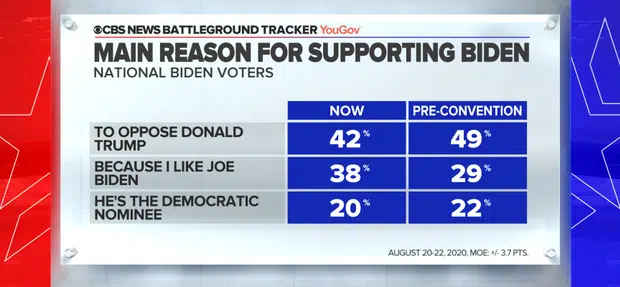 CBS NEWS BATTLEGROUND TRACKER YouGov
MAIN REASON FOR SUPPORTING BIDEN
NATIONAL BIDEN VOTERS
NOW PRE-CONVENTION
TO OPPOSE DONALD
TRUMP 42% 49%
BECAUSE I LIKE JOE
BIDEN 38% 29%
HE'S THE DEMOCRATIC
NOMINEE 20% 22%
AUGUST 20-22, 2020, MOE: +/- 3.7 PTS.